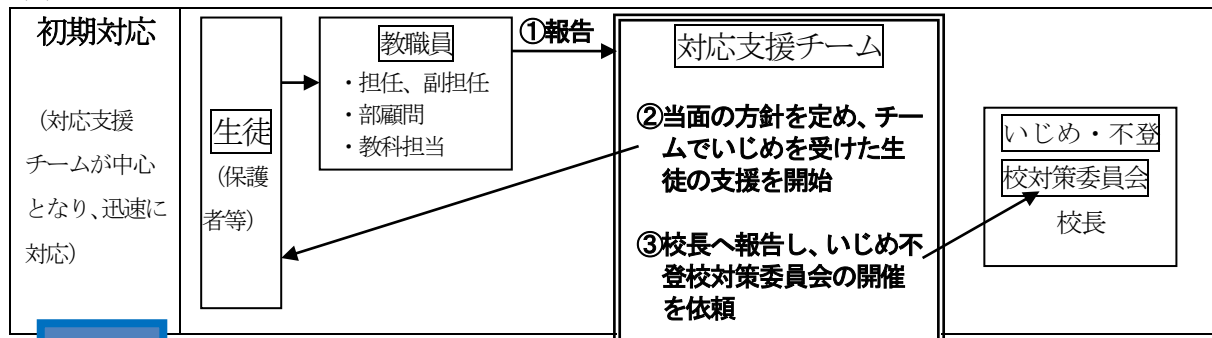 初期対応
(対応支援
チームが中心
となり、迅速に
対応)
生徒
(保護
者等)
教職員
・担任、副担任
・部顧問
・教科担当
①報告
対応支援チーム
②当面の方針を定め、チー
ムでいじめを受けた生
徒の支援を開始
③校長へ報告し、いじめ不
登校対策委員会の開催
を依頼
いじめ・不登
校対策委員会
校長